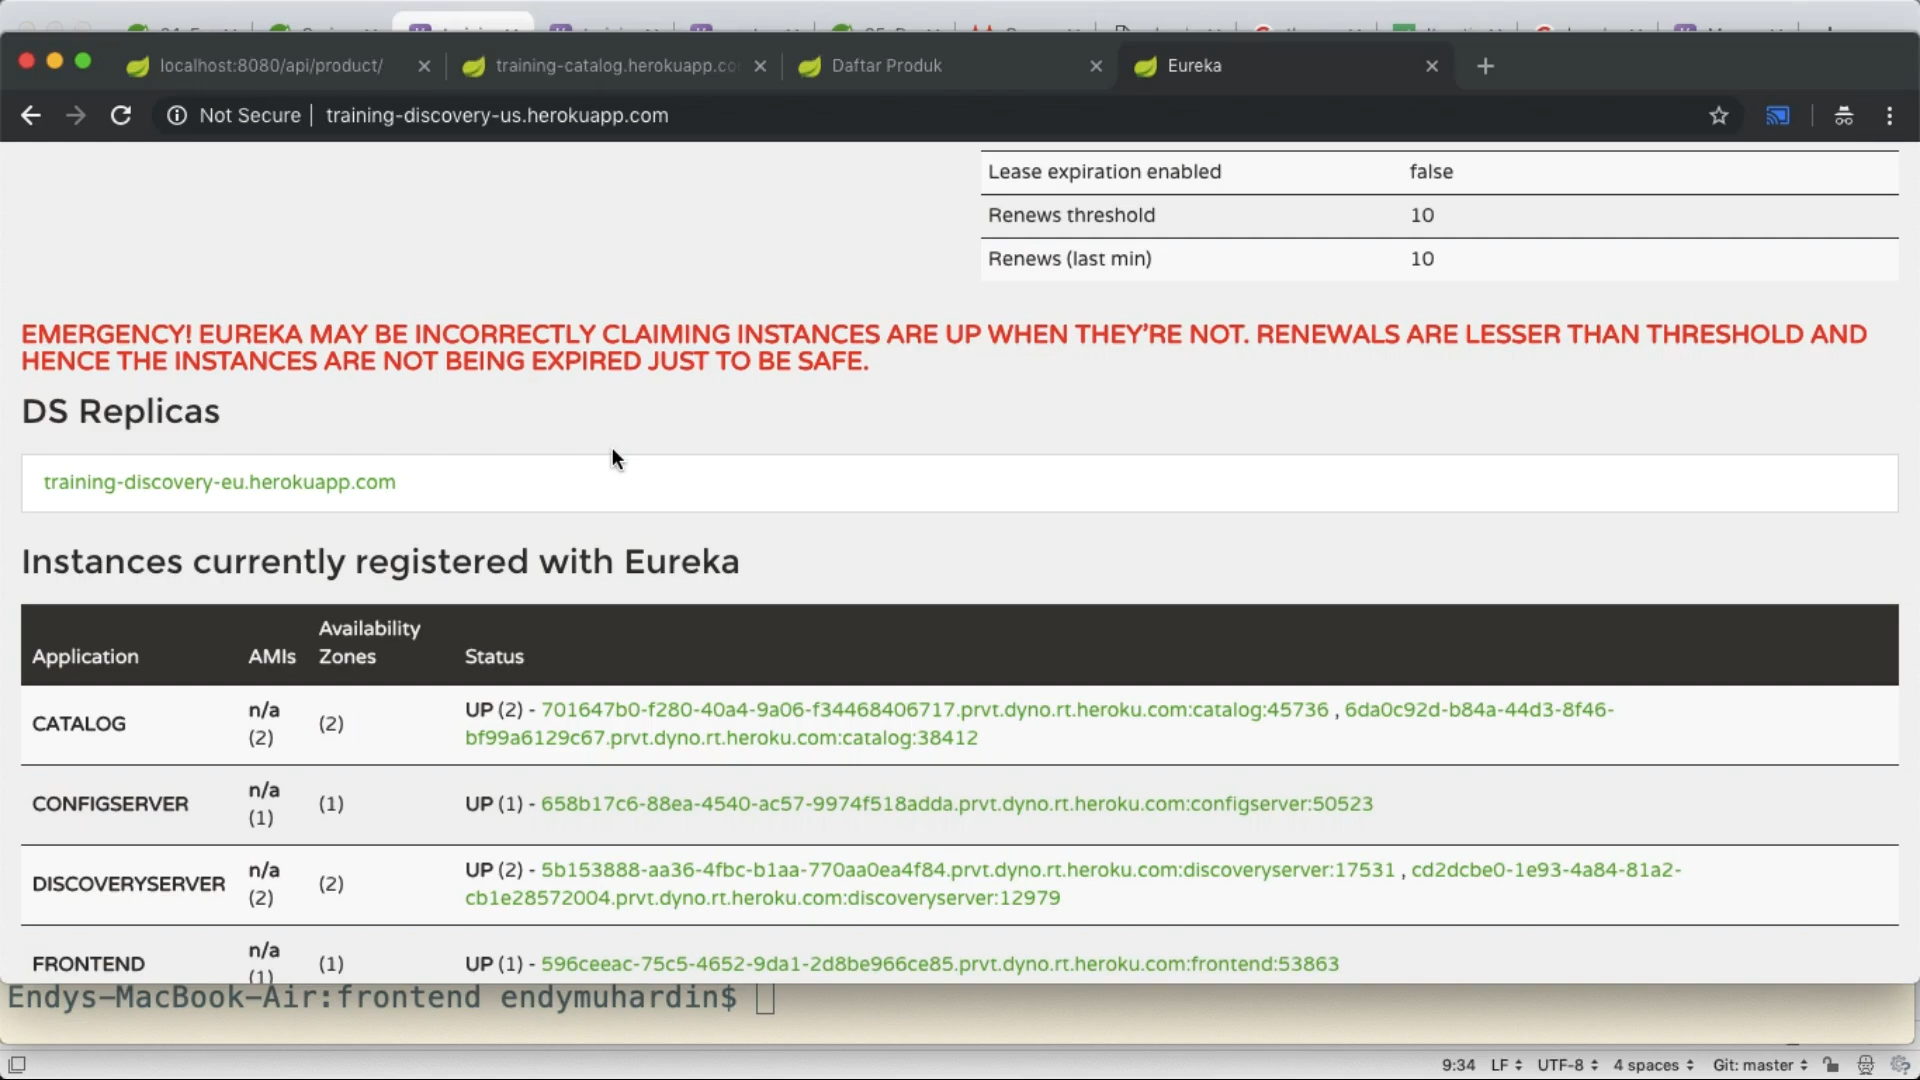 localhost:8080/api/product/
training-catalog.herokuapp.co
Daftar Produk
Eureka
Not Secure | training-discovery-us.herokuapp.com
Lease expiration enabled false
Renews threshold 10
Renews (last min) 10
EMERGENCY! EUREKA MAY BE INCORRECTLY CLAIMING INSTANCES ARE UP WHEN THEY'RE NOT. RENEWALS ARE LESSER THAN THRESHOLD AND
HENCE THE INSTANCES ARE NOT BEING EXPIRED JUST TO BE SAFE.
DS Replicas
training-discovery-eu.herokuapp.com
Instances currently registered with Eureka
Application AMIs Availability Zones Status
CATALOG n/a (2) (2) UP (2) - 701647b0-f280-40a4-9a06-f34468406717.prvt.dyno.rt.heroku.com:catalog:45736 , 6da0c92d-b84a-44d3-8f46-
bf99a6129c67.prvt.dyno.rt.heroku.com:catalog:38412
CONFIGSERVER n/a (1) (1) UP (1) - 658b17c6-88ea-4540-ac57-9974f518adda.prvt.dyno.rt.heroku.com:configserver:50523
DISCOVERYSERVER n/a (2) (2) UP (2) - 5b153888-aa36-4fbc-b1aa-770aa0ea4f84.prvt.dyno.rt.heroku.com:discoveryserver:17531 , cd2dcbe0-1e93-4a84-81a2-
cb1e28572004.prvt.dyno.rt.heroku.com:discoveryserver:12979
FRONTEND n/a (1) (1) UP (1) - 596ceeac-75c5-4652-9da1-2d8be966ce85.prvt.dyno.rt.heroku.com:frontend:53863
Endys-MacBook-Air:frontend endymuhardin$
9:34 LF UTF-8 4 spaces Git: master